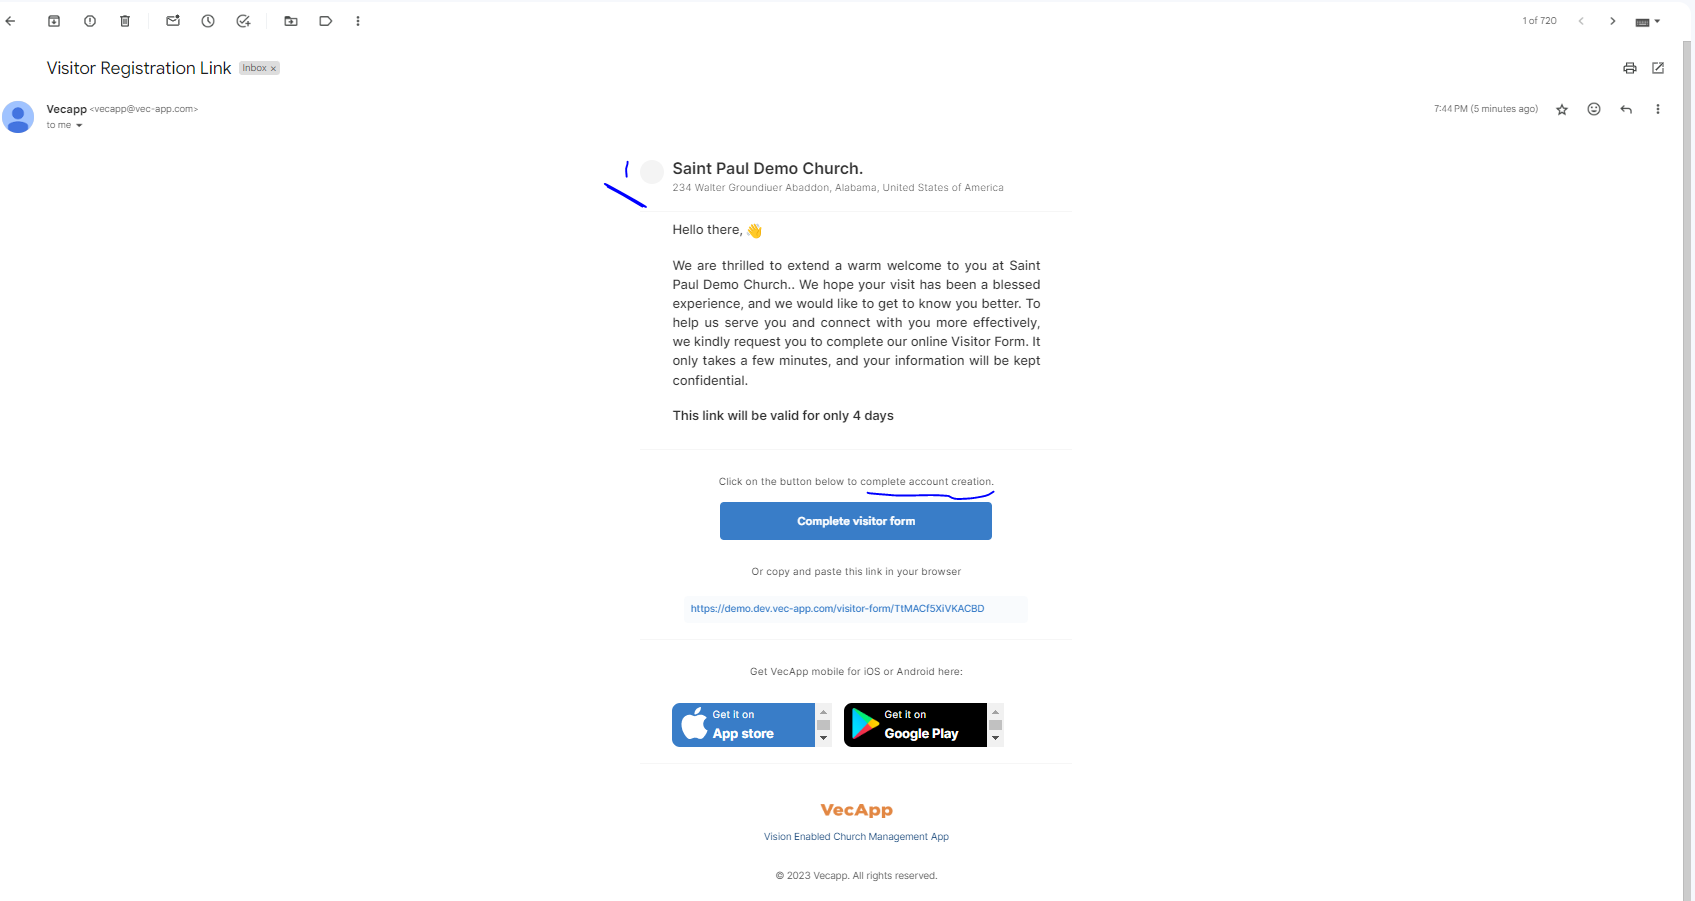 1 of 720
Visitor Registration Link Inbox x
Vecapp <vecapp@vec-app.com> 7:44 PM (5 minutes ago)
to me
Saint Paul Demo Church.
234 Walter Groundiuer Abaddon, Alabama, United States of America
Hello there, 👋
We are thrilled to extend a warm welcome to you at Saint
Paul Demo Church.. We hope your visit has been a blessed
experience, and we would like to get to know you better. To
help us serve you and connect with you more effectively,
we kindly request you to complete our online Visitor Form. It
only takes a few minutes, and your information will be kept
confidential.
This link will be valid for only 4 days
Click on the button below to complete account creation.
Complete visitor form
Or copy and paste this link in your browser
https://demo.dev.vec-app.com/visitor-form/TtMACf5XiVKACBD
Get VecApp mobile for iOS or Android here:
Get it on
App store
Get it on
Google Play
VecApp
Vision Enabled Church Management App
© 2023 Vecapp. All rights reserved.